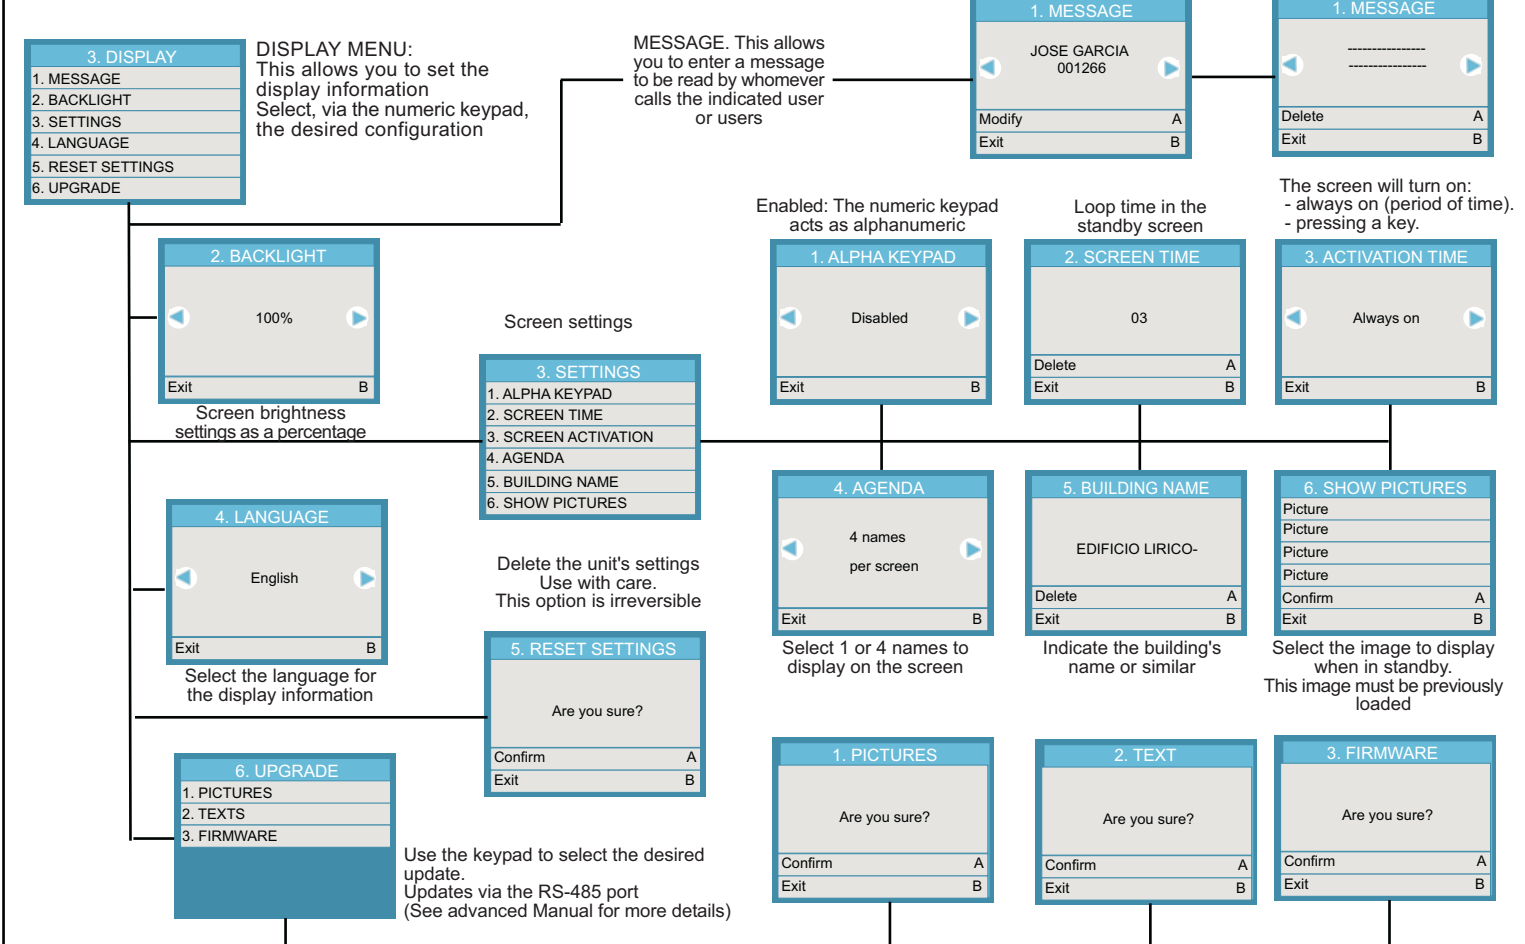 3. DISPLAY
1. MESSAGE
2. BACKLIGHT
3. SETTINGS
4. LANGUAGE
5. RESET SETTINGS
6. UPGRADE
DISPLAY MENU:
This allows you to set the
display information
Select, via the numeric keypad,
the desired configuration
MESSAGE. This allows
you to enter a message
to be read by whomever
calls the indicated user
or users
1. MESSAGE
JOSE GARCIA
001266
Modify A
Exit B
1. MESSAGE
----------------
----------------
Delete A
Exit B
2. BACKLIGHT
100%
Exit B
Screen brightness
settings as a percentage
Screen settings
3. SETTINGS
1. ALPHA KEYPAD
2. SCREEN TIME
3. SCREEN ACTIVATION
4. AGENDA
5. BUILDING NAME
6. SHOW PICTURES
Enabled: The numeric keypad
acts as alphanumeric
1. ALPHA KEYPAD
Disabled
Exit B
Loop time in the
standby screen
2. SCREEN TIME
03
Delete A
Exit B
The screen will turn on:
- always on (period of time).
- pressing a key.
3. ACTIVATION TIME
Always on
Exit B
4. AGENDA
4 names
per screen
Exit B
Select 1 or 4 names to
display on the screen
5. BUILDING NAME
EDIFICIO LIRICO-
Delete A
Exit B
Indicate the building's
name or similar
6. SHOW PICTURES
Picture
Picture
Picture
Picture
Confirm A
Exit B
Select the image to display
when in standby.
This image must be previously
loaded
4. LANGUAGE
English
Exit B
Select the language for
the display information
Delete the unit's settings
Use with care.
This option is irreversible
5. RESET SETTINGS
Are you sure?
Confirm A
Exit B
6. UPGRADE
1. PICTURES
2. TEXTS
3. FIRMWARE
Use the keypad to select the desired
update.
Updates via the RS-485 port
(See advanced Manual for more details)
1. PICTURES
Are you sure?
Confirm A
Exit B
2. TEXT
Are you sure?
Confirm A
Exit B
3. FIRMWARE
Are you sure?
Confirm A
Exit B